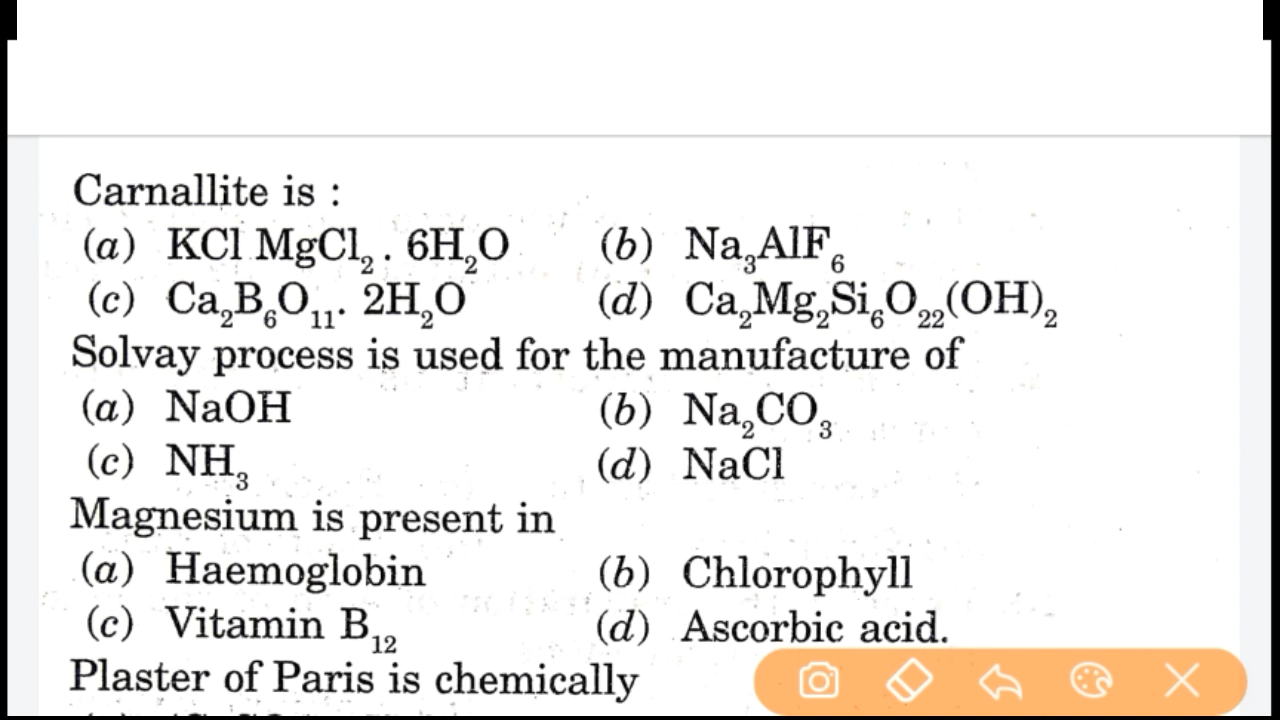 Carnallite is :
(a) KCl MgCl₂ . 6H₂O (b) Na₃AlF₆
(c) Ca₂B₆O₁₁. 2H₂O (d) Ca₂Mg₂Si₆O₂₂(OH)₂
Solvay process is used for the manufacture of
(a) NaOH (b) Na₂CO₃
(c) NH₃ (d) NaCl
Magnesium is present in
(a) Haemoglobin (b) Chlorophyll
(c) Vitamin B₁₂ (d) Ascorbic acid.
Plaster of Paris is chemically